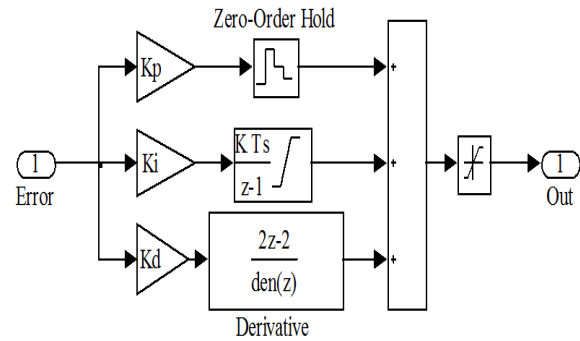 Zero-Order Hold
Kp
+
1
Error
Ki
K Ts
z-1
+
1
Out
Kd
2z-2
den(z)
+
Derivative